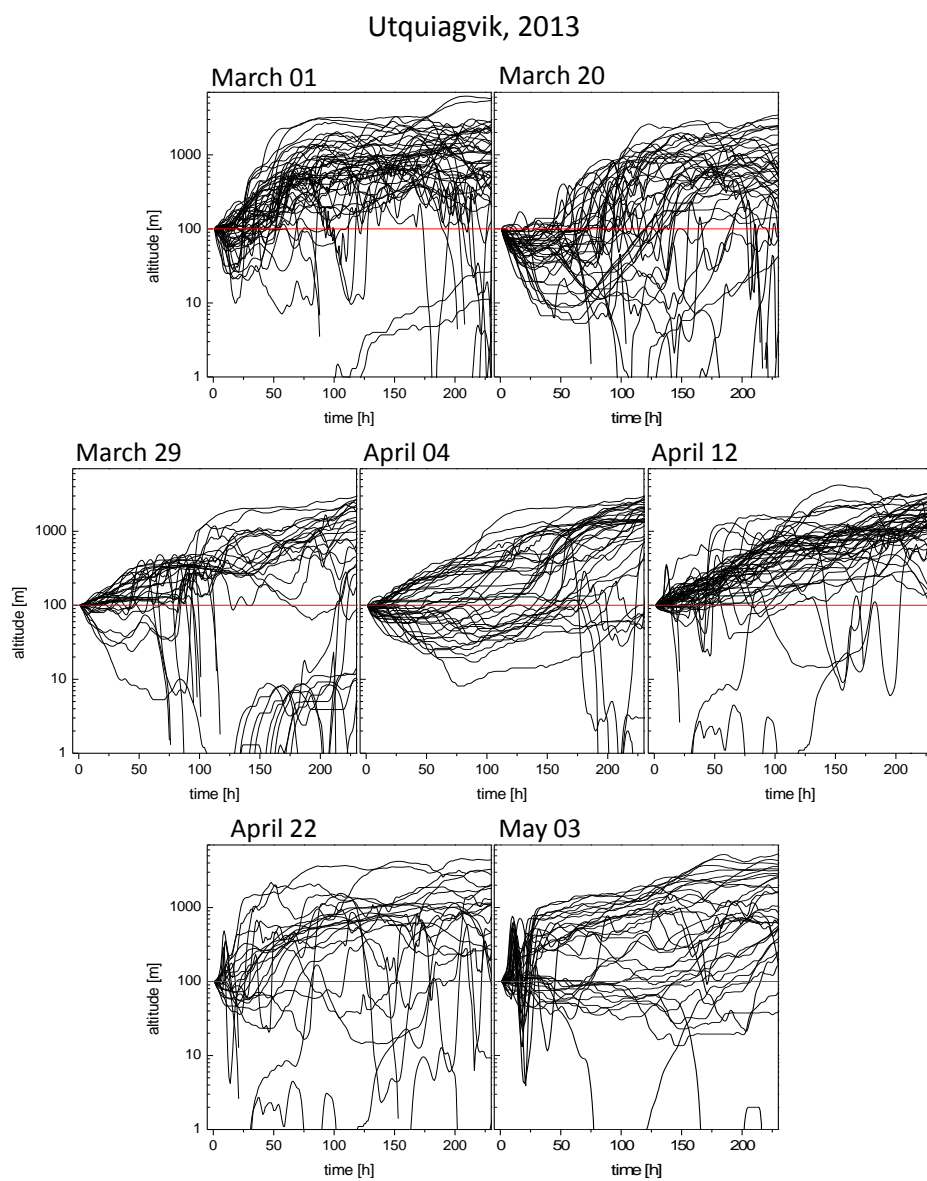 Utquiagvik, 2013
March 01 March 20
1000
100
10
1
altitude [m]
0 50 100 150 200 0 50 100 150 200
time [h] time [h]
March 29 April 04 April 12
1000
100
10
1
altitude [m]
0 50 100 150 200 0 50 100 150 200 0 50 100 150 200
time [h] time [h] time [h]
April 22 May 03
1000
100
10
1
altitude [m]
0 50 100 150 200 0 50 100 150 200
time [h] time [h]